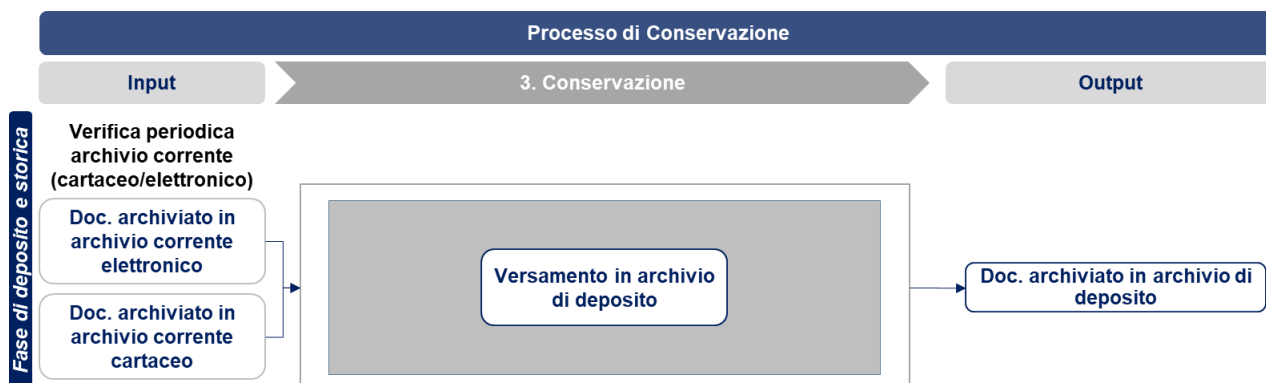 Processo di Conservazione
Input
3. Conservazione
Output
Fase di deposito e storica
Verifica periodica
archivio corrente
(cartaceo/elettronico)
Doc. archiviato in
archivio corrente
elettronico
Doc. archiviato in
archivio corrente
cartaceo
Versamento in archivio
di deposito
Doc. archiviato in archivio di
deposito